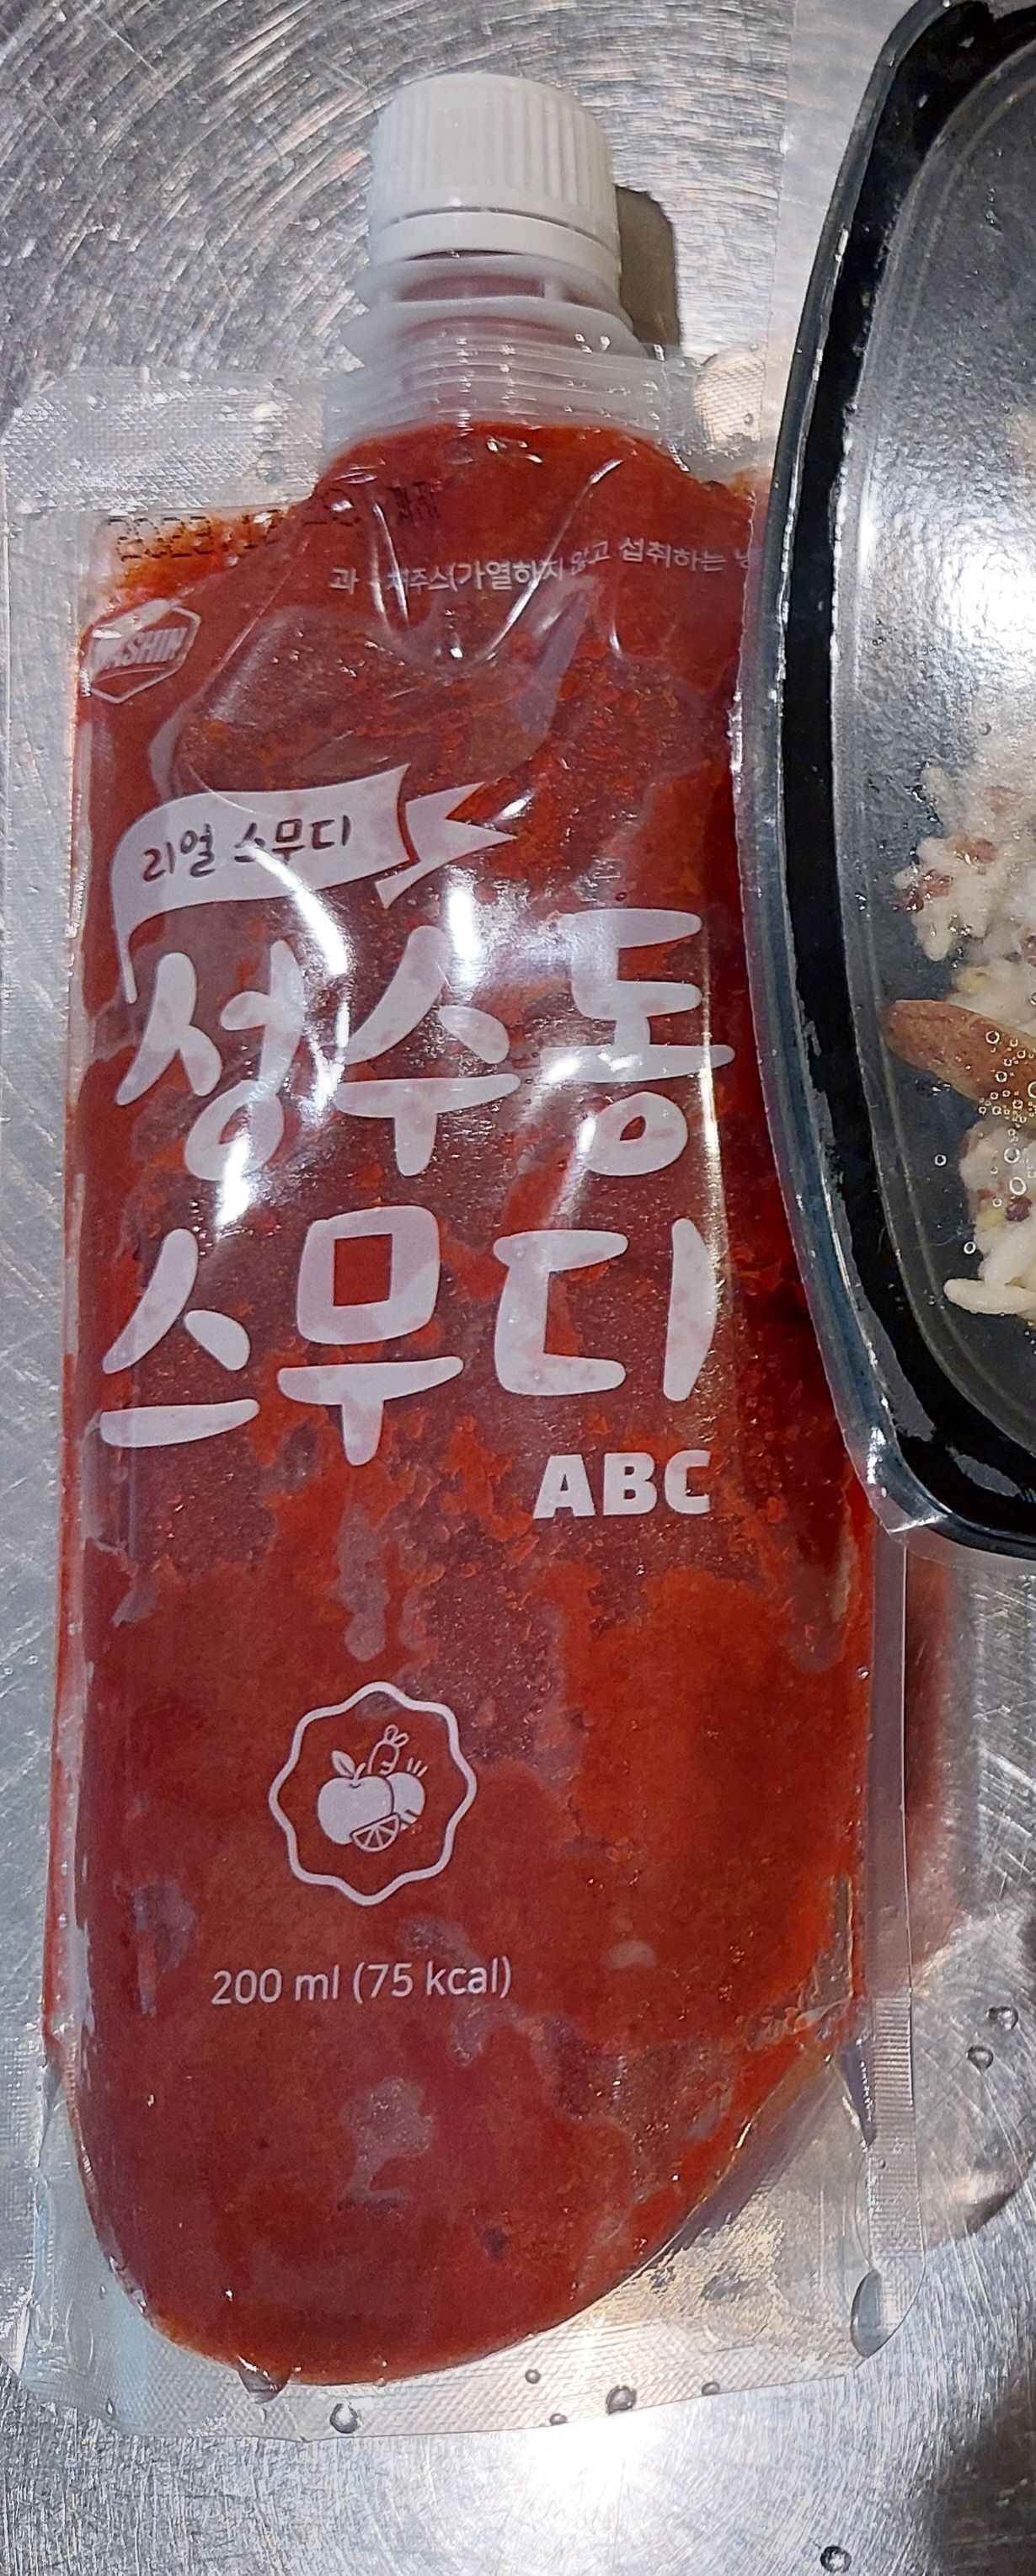 과·채주스(가열하지 않고 섭취하는
리얼 스무디
성수동
스무디
ABC
200 ml (75 kcal)